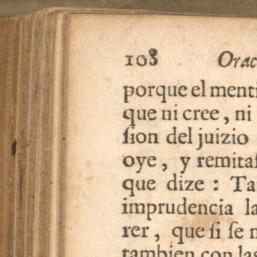 108 Orac
porque el menti
que ni cree, ni
ſion del juizio
oye, y remitaſ
que dize: Ta
imprudencia la
rer, que ſi ſe n
tambien con las